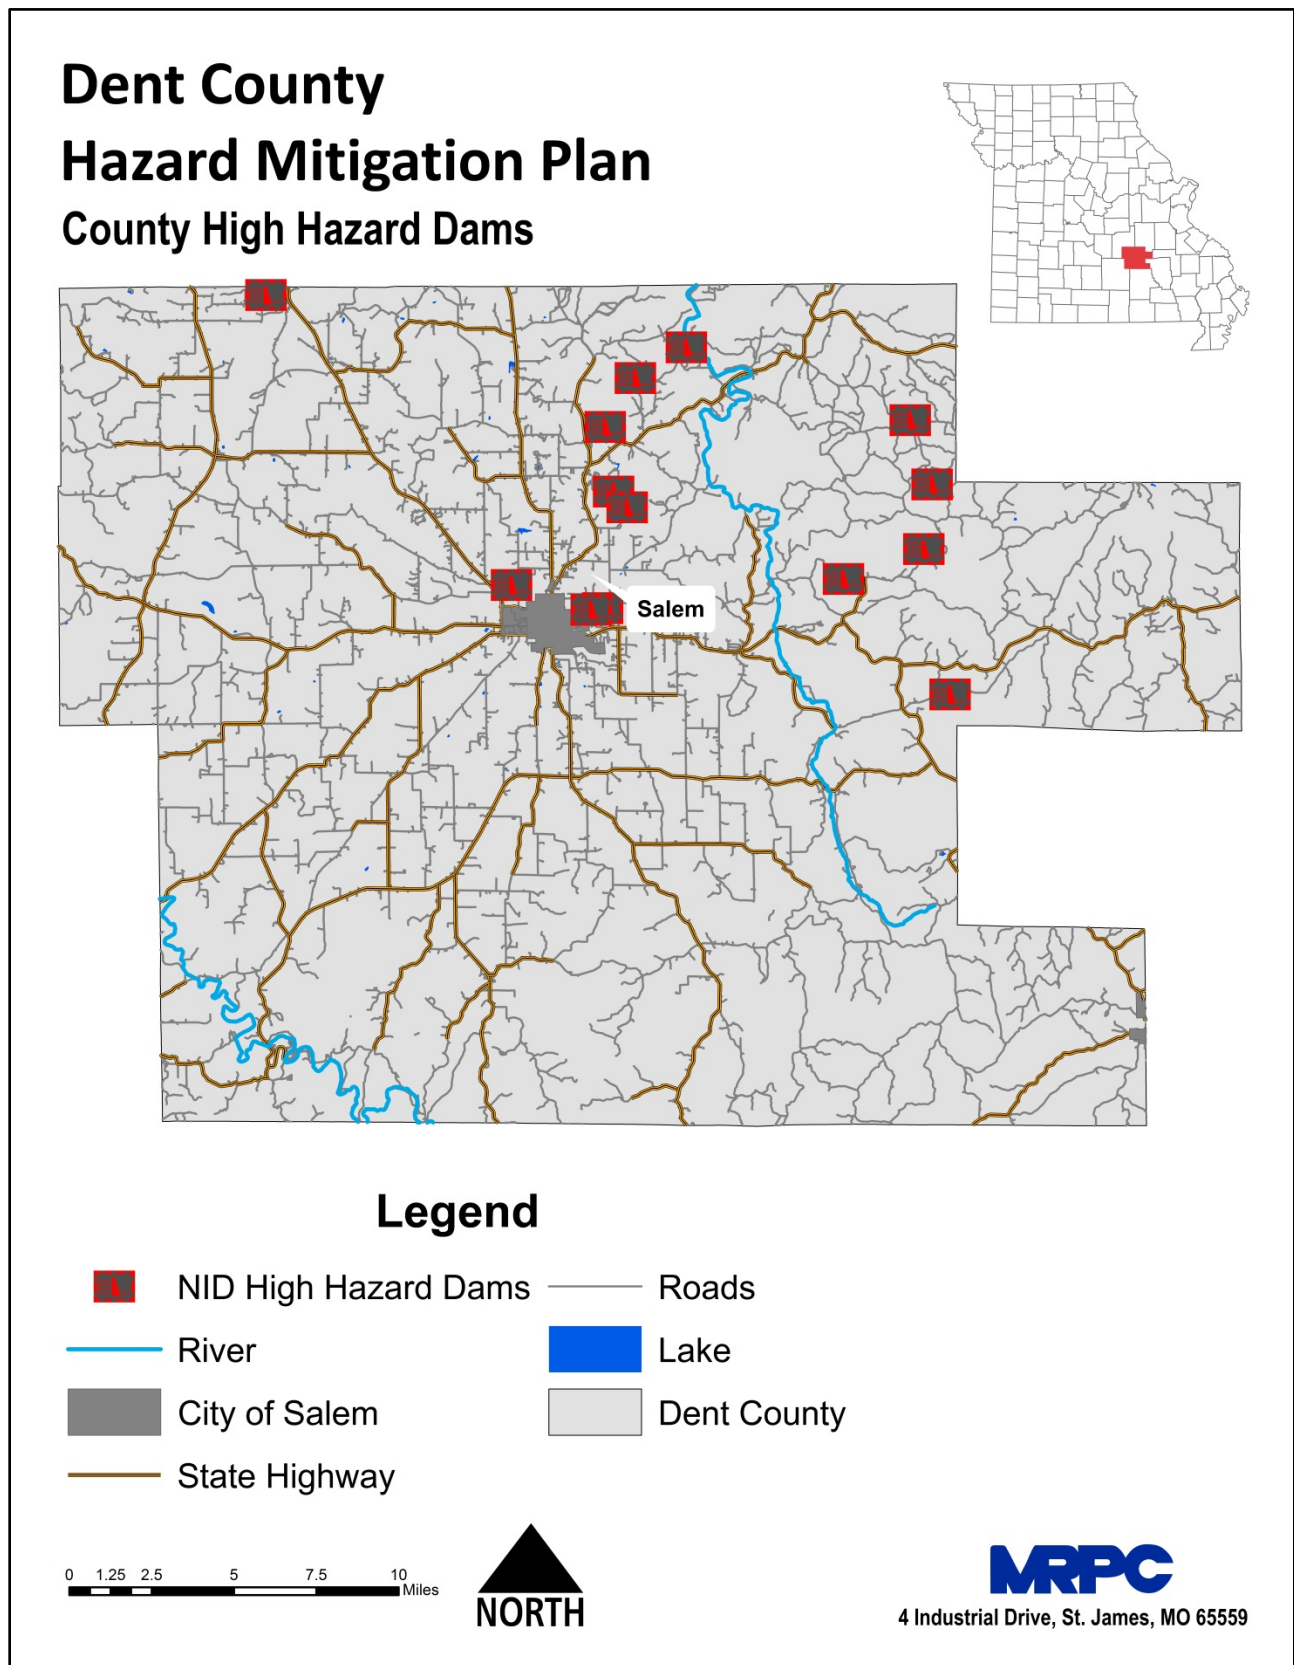 Dent County
Hazard Mitigation Plan
County High Hazard Dams
Salem
Legend
NID High Hazard Dams
Roads
River
Lake
City of Salem
Dent County
State Highway
0 1.25 2.5 5 7.5 10
Miles
NORTH
MRPC
4 Industrial Drive, St. James, MO 65559